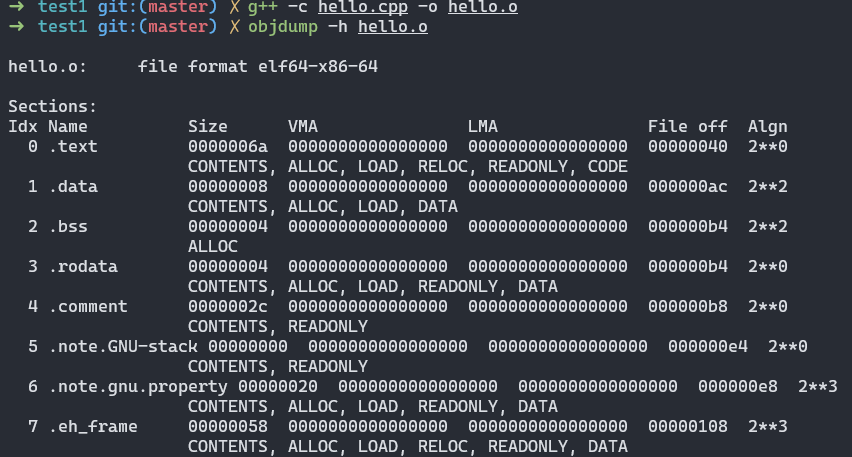 ➜ test1 git:(master) ✗ g++ -c hello.cpp -o hello.o
➜ test1 git:(master) ✗ objdump -h hello.o

hello.o:     file format elf64-x86-64

Sections:
Idx Name          Size      VMA               LMA               File off  Algn
  0 .text         0000006a  0000000000000000  0000000000000000  00000040  2**0
                  CONTENTS, ALLOC, LOAD, RELOC, READONLY, CODE
  1 .data         00000008  0000000000000000  0000000000000000  000000ac  2**2
                  CONTENTS, ALLOC, LOAD, DATA
  2 .bss          00000004  0000000000000000  0000000000000000  000000b4  2**2
                  ALLOC
  3 .rodata       00000004  0000000000000000  0000000000000000  000000b4  2**0
                  CONTENTS, ALLOC, LOAD, READONLY, DATA
  4 .comment      0000002c  0000000000000000  0000000000000000  000000b8  2**0
                  CONTENTS, READONLY
  5 .note.GNU-stack 00000000  0000000000000000  0000000000000000  000000e4  2**0
                  CONTENTS, READONLY
  6 .note.gnu.property 00000020  0000000000000000  0000000000000000  000000e8  2**3
                  CONTENTS, ALLOC, LOAD, READONLY, DATA
  7 .eh_frame     00000058  0000000000000000  0000000000000000  00000108  2**3
                  CONTENTS, ALLOC, LOAD, RELOC, READONLY, DATA